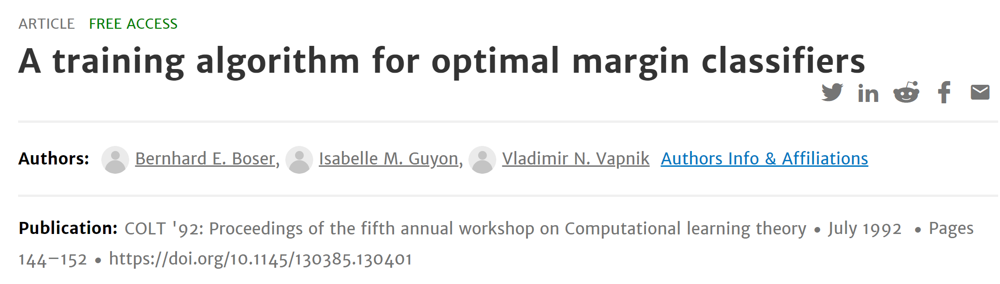 ARTICLE FREE ACCESS
A training algorithm for optimal margin classifiers
Authors: Bernhard E. Boser, Isabelle M. Guyon, Vladimir N. Vapnik Authors Info & Affiliations
Publication: COLT '92: Proceedings of the fifth annual workshop on Computational learning theory • July 1992 • Pages
144–152 • https://doi.org/10.1145/130385.130401